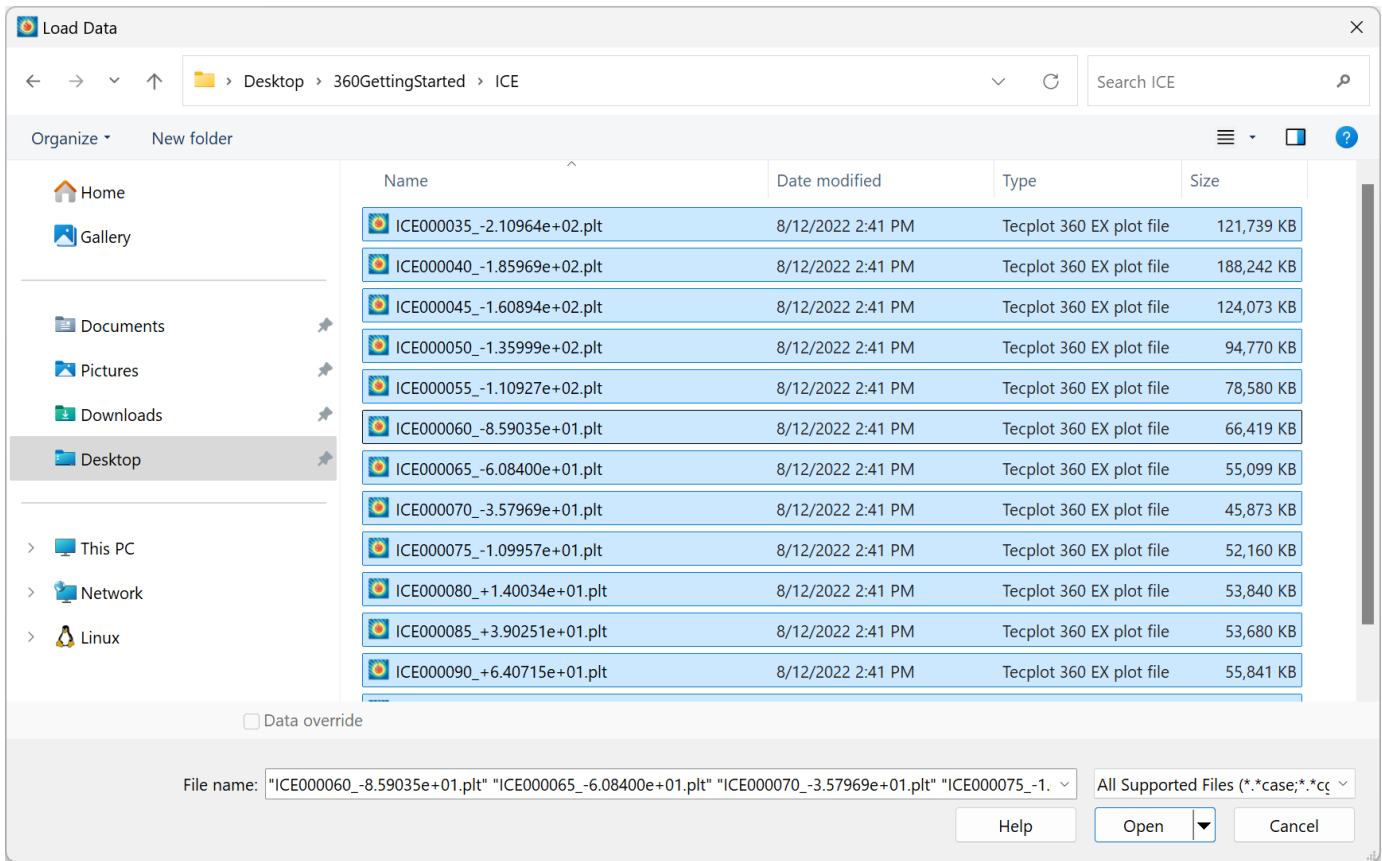 Load Data
Desktop > 360GettingStarted > ICE
Search ICE
Organize
New folder
?
Home
Gallery
Documents
Pictures
Downloads
Desktop
This PC
Network
Linux
Name Date modified Type Size
ICE000035_-2.10964e+02.plt 8/12/2022 2:41 PM Tecplot 360 EX plot file 121,739 KB
ICE000040_-1.85969e+02.plt 8/12/2022 2:41 PM Tecplot 360 EX plot file 188,242 KB
ICE000045_-1.60894e+02.plt 8/12/2022 2:41 PM Tecplot 360 EX plot file 124,073 KB
ICE000050_-1.35999e+02.plt 8/12/2022 2:41 PM Tecplot 360 EX plot file 94,770 KB
ICE000055_-1.10927e+02.plt 8/12/2022 2:41 PM Tecplot 360 EX plot file 78,580 KB
ICE000060_-8.59035e+01.plt 8/12/2022 2:41 PM Tecplot 360 EX plot file 66,419 KB
ICE000065_-6.08400e+01.plt 8/12/2022 2:41 PM Tecplot 360 EX plot file 55,099 KB
ICE000070_-3.57969e+01.plt 8/12/2022 2:41 PM Tecplot 360 EX plot file 45,873 KB
ICE000075_-1.09957e+01.plt 8/12/2022 2:41 PM Tecplot 360 EX plot file 52,160 KB
ICE000080_+1.40034e+01.plt 8/12/2022 2:41 PM Tecplot 360 EX plot file 53,840 KB
ICE000085_+3.90251e+01.plt 8/12/2022 2:41 PM Tecplot 360 EX plot file 53,680 KB
ICE000090_+6.40715e+01.plt 8/12/2022 2:41 PM Tecplot 360 EX plot file 55,841 KB
Data override
File name: "ICE000060_-8.59035e+01.plt" "ICE000065_-6.08400e+01.plt" "ICE000070_-3.57969e+01.plt" "ICE000075_-1. All Supported Files (*.*case;*.*cg
Help Open Cancel